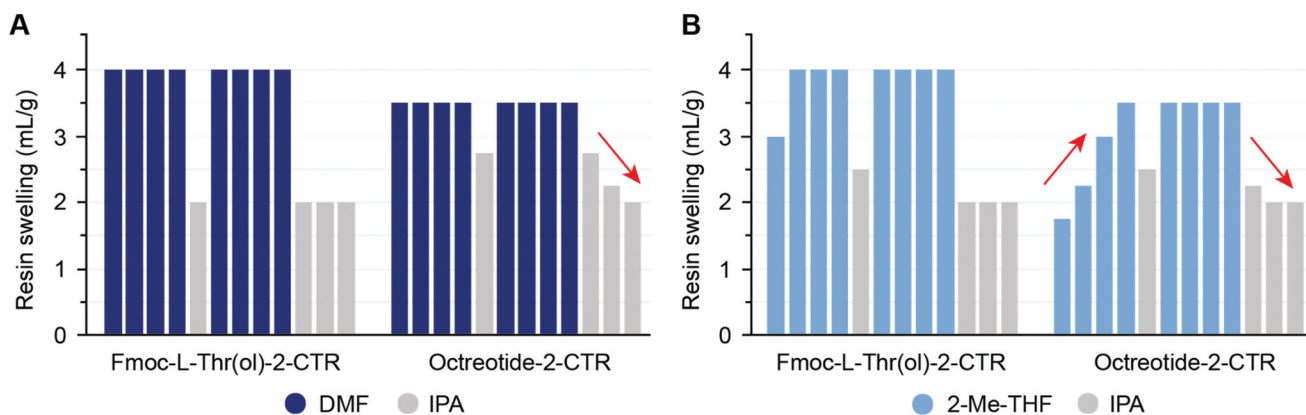 A
Resin swelling (mL/g)
4
3
2
1
0
Fmoc-L-Thr(ol)-2-CTR
Octreotide-2-CTR
DMF
IPA
B
Resin swelling (mL/g)
4
3
2
1
0
Fmoc-L-Thr(ol)-2-CTR
Octreotide-2-CTR
2-Me-THF
IPA